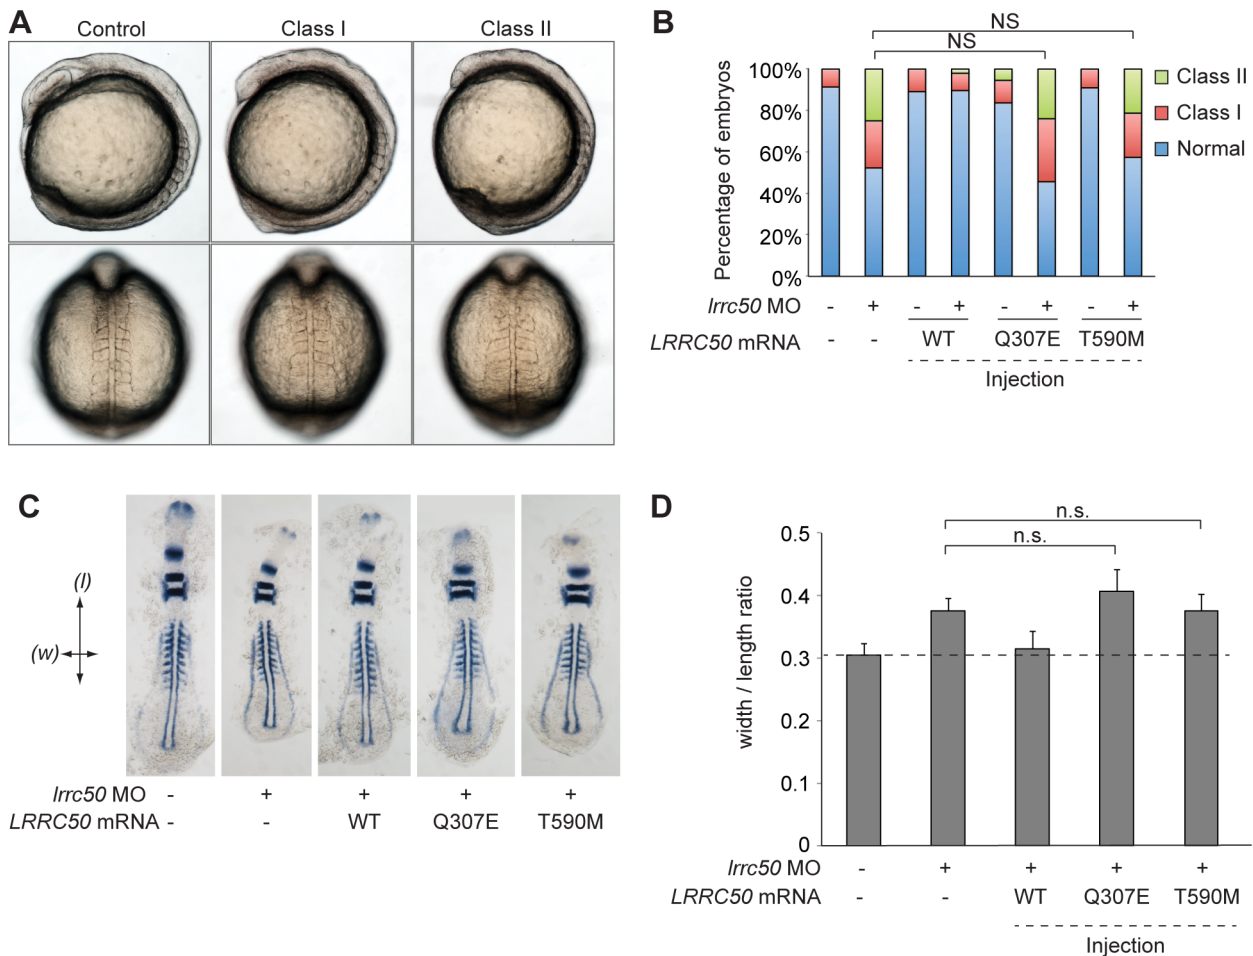 A
Control
Class I
Class II
B
NS
NS
100%
80%
60%
40%
20%
0%
Percentage of embryos
Class II
Class I
Normal
lrrc50 MO - + - + - + - +
LRRC50 mRNA - - WT Q307E T590M
Injection
C
(l)
(w)
lrrc50 MO - + + + +
LRRC50 mRNA - - WT Q307E T590M
D
n.s.
n.s.
0.5
0.4
0.3
0.2
0.1
0
width / length ratio
lrrc50 MO - + + + +
LRRC50 mRNA - - WT Q307E T590M
Injection